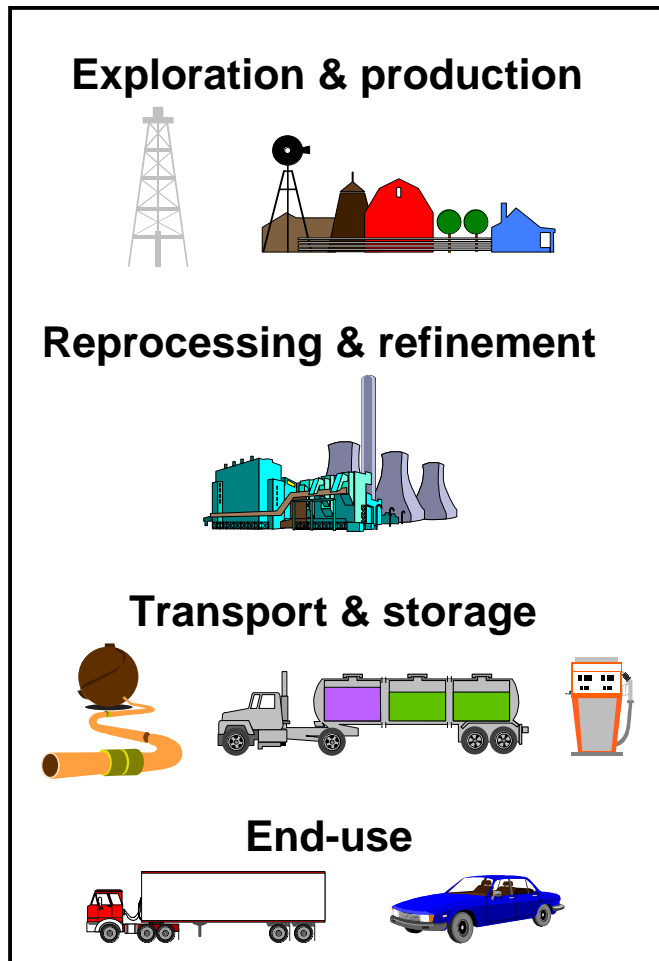 Exploration & production
Reprocessing & refinement
Transport & storage
End-use